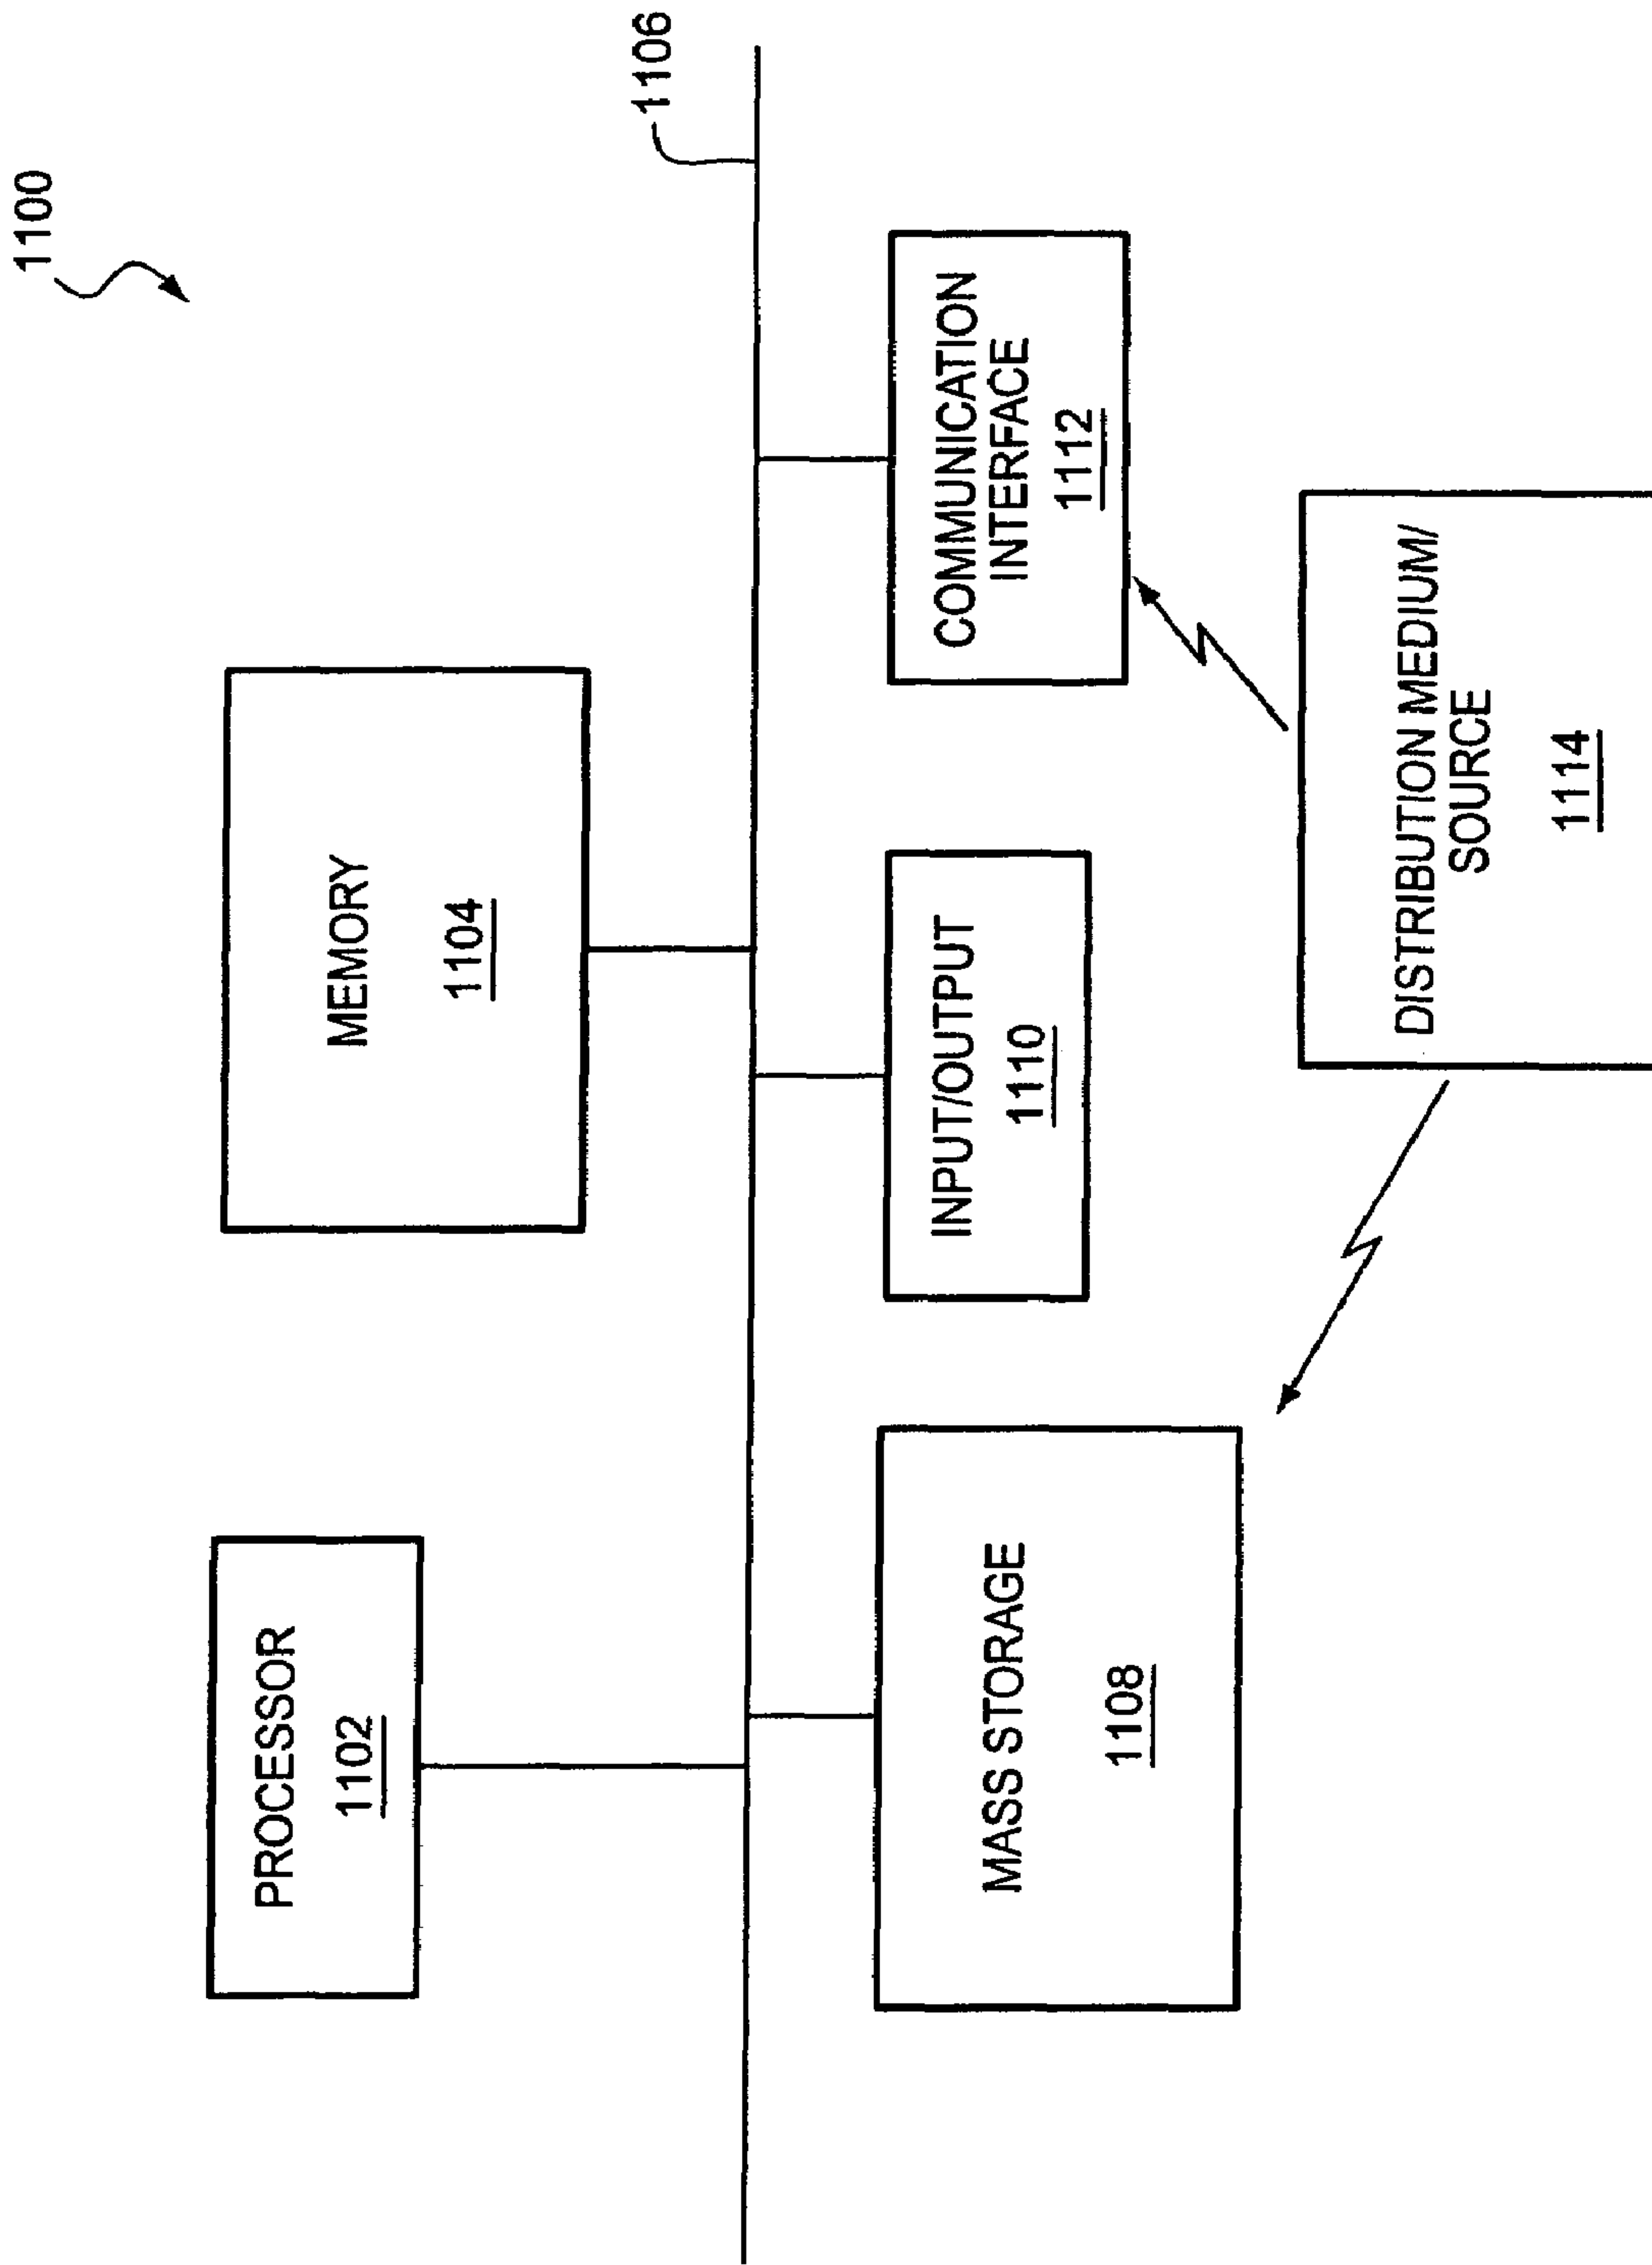 1100
PROCESSOR
1102
MEMORY
1104
1106
MASS STORAGE
1108
INPUT/OUTPUT
1110
COMMUNICATION
INTERFACE
1112
DISTRIBUTION MEDIUM/
SOURCE
1114